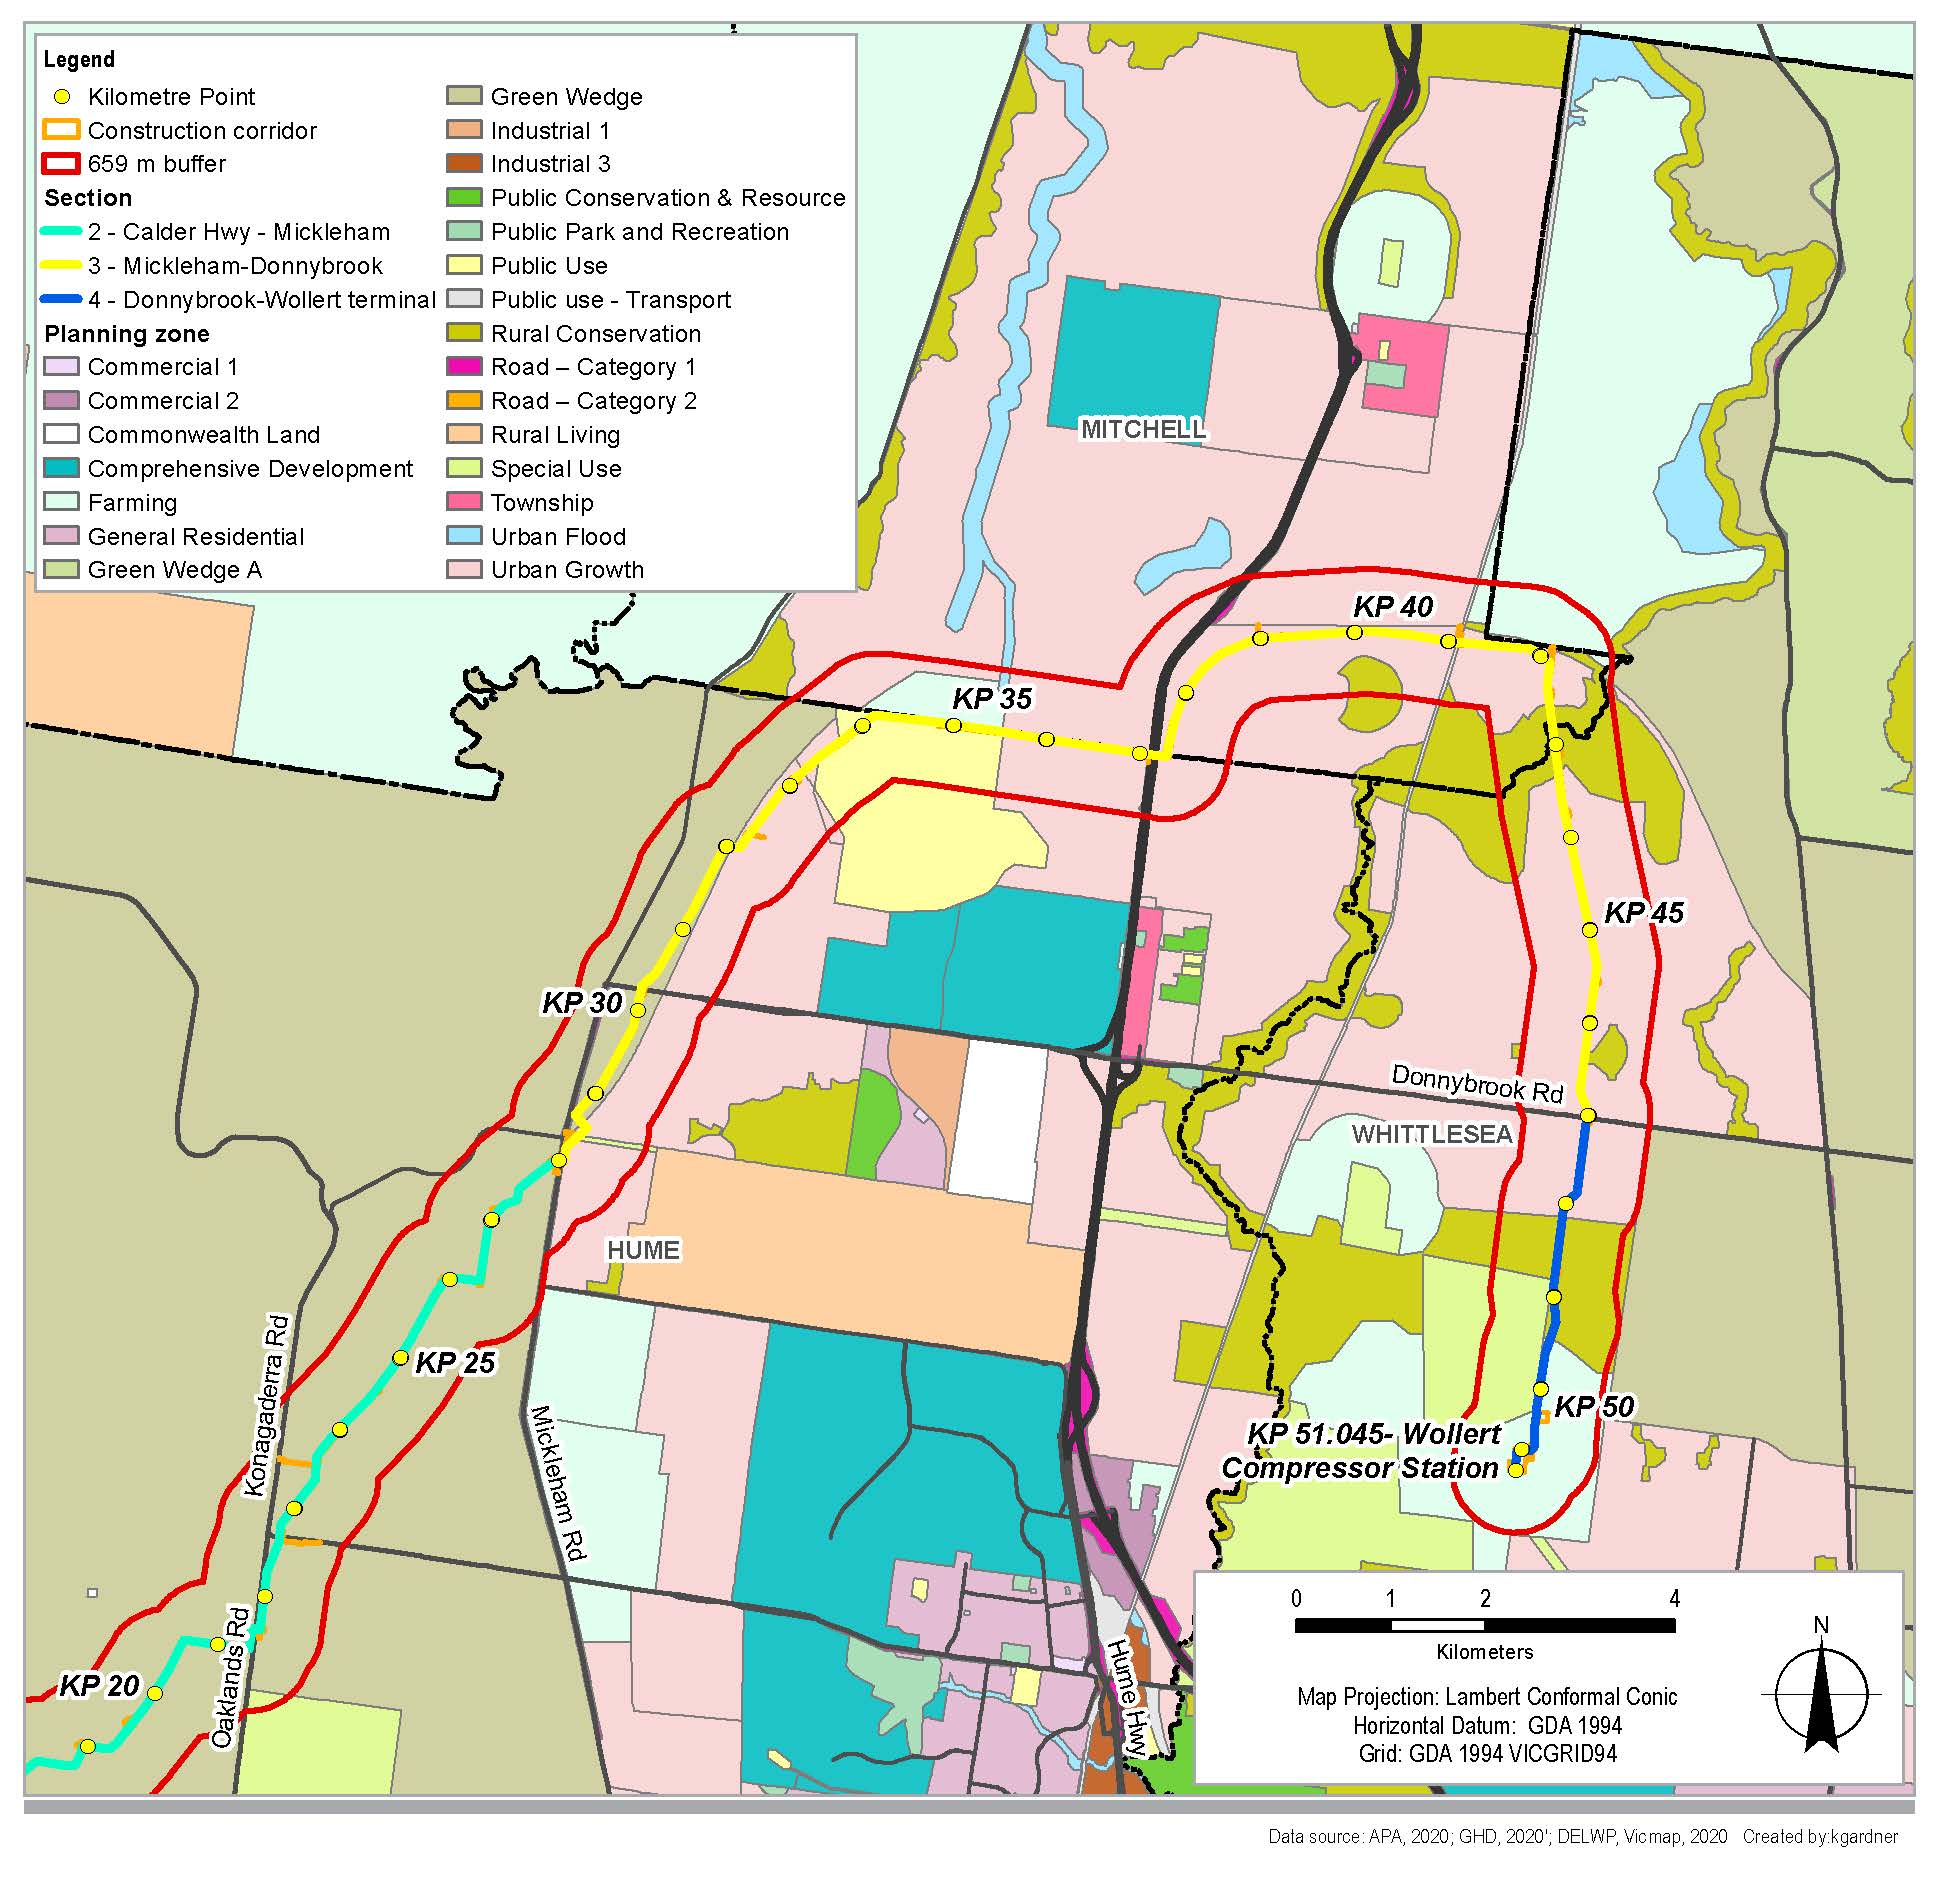 Legend
Kilometre Point
Construction corridor
659 m buffer
Section
2 - Calder Hwy - Mickleham
3 - Mickleham-Donnybrook
4 - Donnybrook-Wollert terminal
Planning zone
Commercial 1
Commercial 2
Commonwealth Land
Comprehensive Development
Farming
General Residential
Green Wedge A
Green Wedge
Industrial 1
Industrial 3
Public Conservation & Resource
Public Park and Recreation
Public Use
Public use - Transport
Rural Conservation
Road – Category 1
Road – Category 2
Rural Living
Special Use
Township
Urban Flood
Urban Growth
MITCHELL
KP 40
KP 35
KP 45
KP 30
Donnybrook Rd
WHITTLESEA
HUME
KP 25
Konagaderra Rd
Mickleham Rd
KP 50
KP 51.045- Wollert
Compressor Station
KP 20
Oaklands Rd
Hume Hwy
0 1 2 4
Kilometers
N
Map Projection: Lambert Conformal Conic
Horizontal Datum: GDA 1994
Grid: GDA 1994 VICGRID94
Data source: APA, 2020; GHD, 2020'; DELWP, Vicmap, 2020 Created by:kgardner